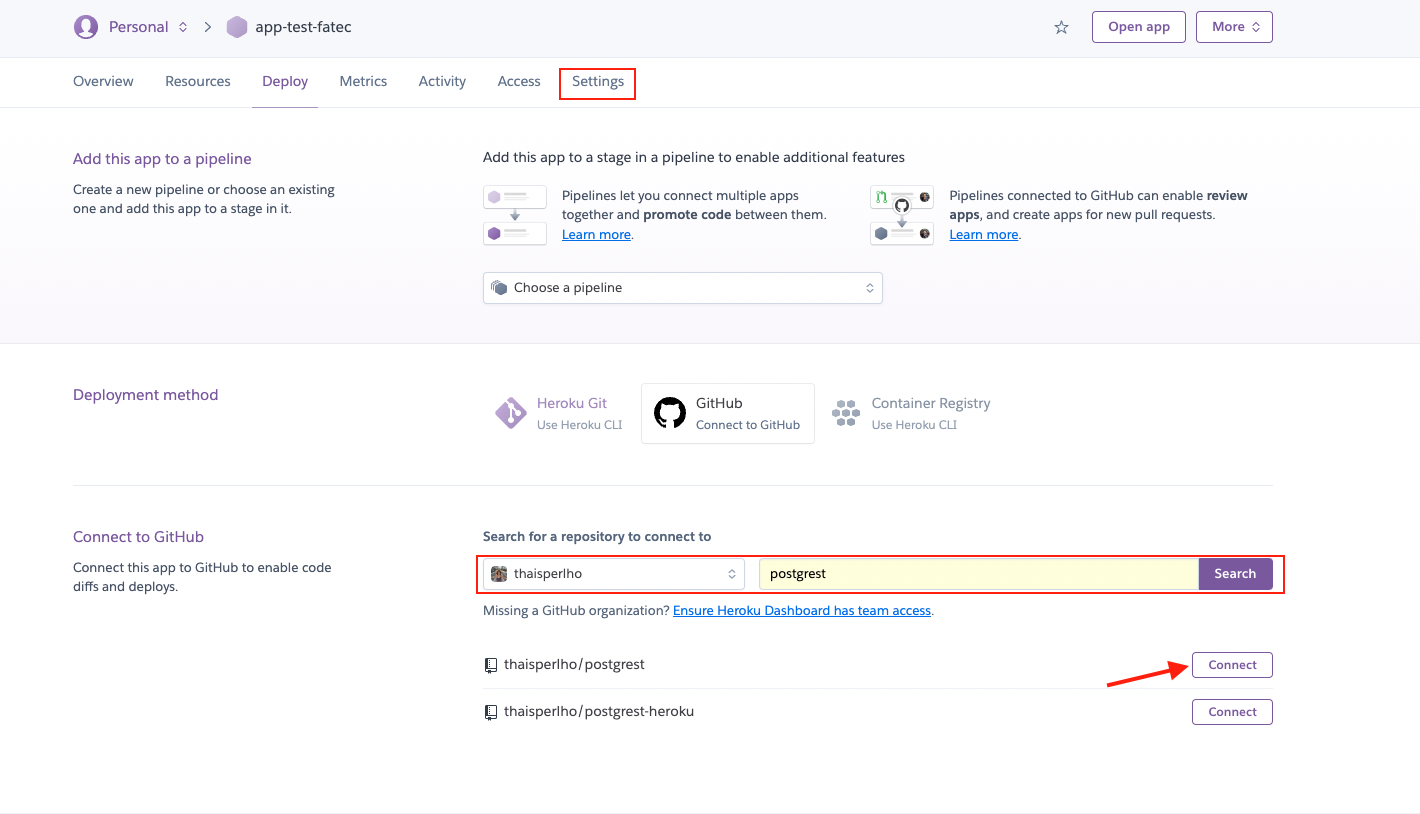 Personal app-test-fatec Open app More
Overview Resources Deploy Metrics Activity Access Settings
Add this app to a pipeline
Create a new pipeline or choose an existing
one and add this app to a stage in it.
Add this app to a stage in a pipeline to enable additional features
Pipelines let you connect multiple apps
together and promote code between them.
Learn more.
Pipelines connected to GitHub can enable review
apps, and create apps for new pull requests.
Learn more.
Choose a pipeline
Deployment method
Heroku Git
Use Heroku CLI
GitHub
Connect to GitHub
Container Registry
Use Heroku CLI
Connect to GitHub
Connect this app to GitHub to enable code
diffs and deploys.
Search for a repository to connect to
thaisperlho postgrest Search
Missing a GitHub organization? Ensure Heroku Dashboard has team access.
thaisperlho/postgrest Connect
thaisperlho/postgrest-heroku Connect